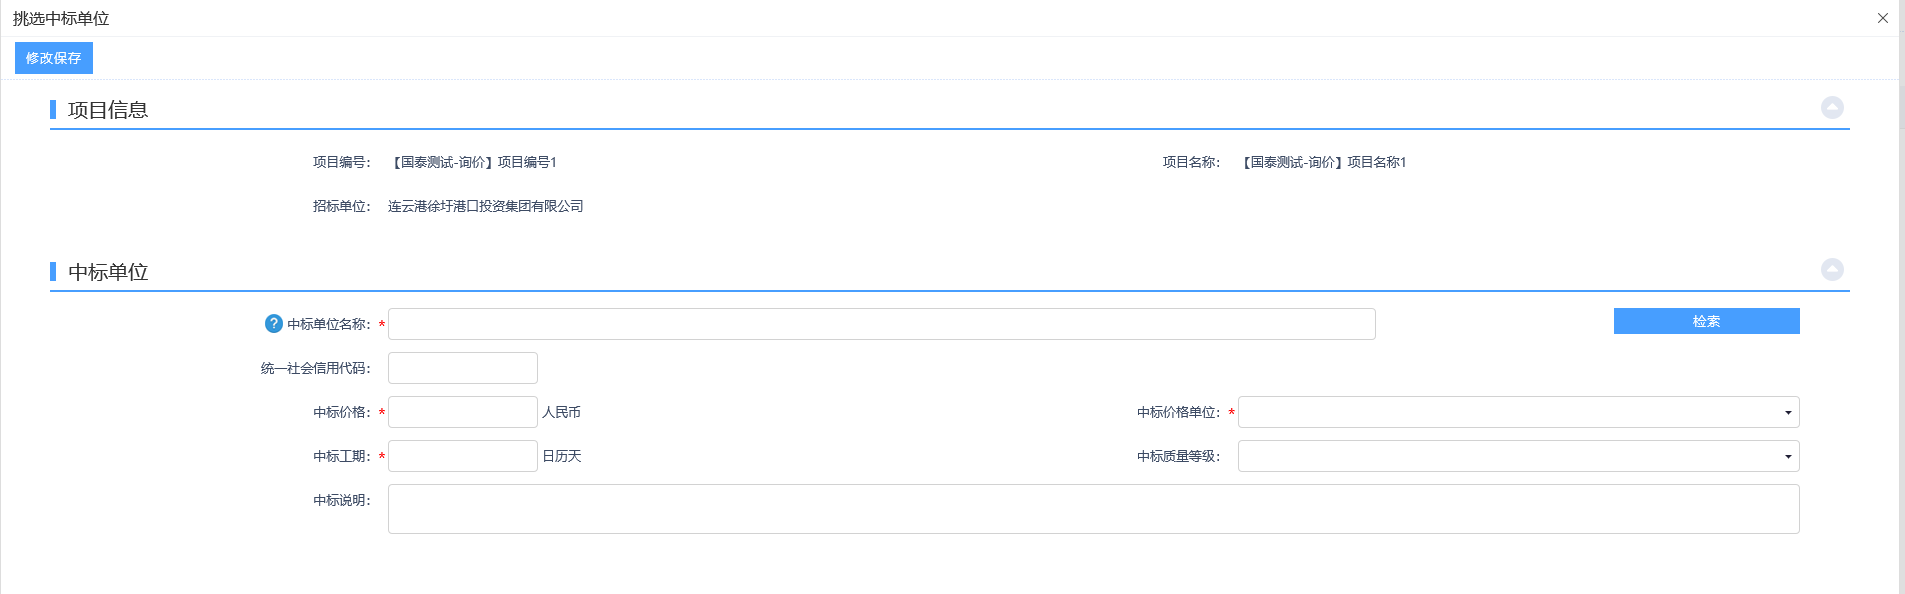 挑选中标单位
修改保存
项目信息
项目编号： 【国泰测试-询价】项目编号1 项目名称： 【国泰测试-询价】项目名称1
招标单位： 连云港徐圩港口投资集团有限公司
中标单位
? 中标单位名称：* 检索
统一社会信用代码：
中标价格：* 人民币 中标价格单位：*
中标工期：* 日历天 中标质量等级：
中标说明：